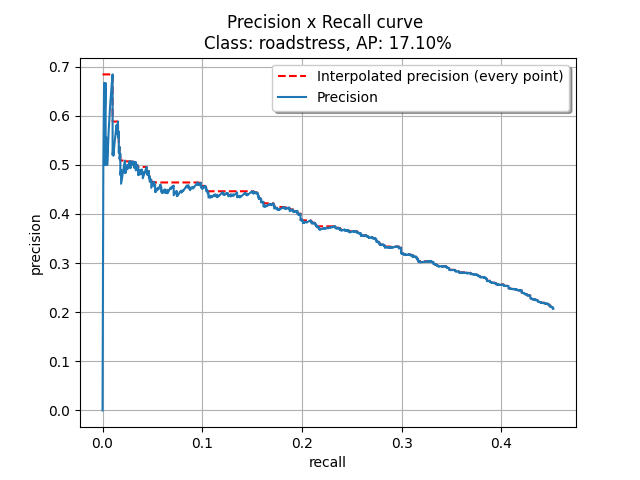 Precision x Recall curve
Class: roadstress, AP: 17.10%
Interpolated precision (every point)
Precision
0.7
0.6
0.5
0.4
0.3
0.2
0.1
0.0
precision
0.0 0.1 0.2 0.3 0.4
recall